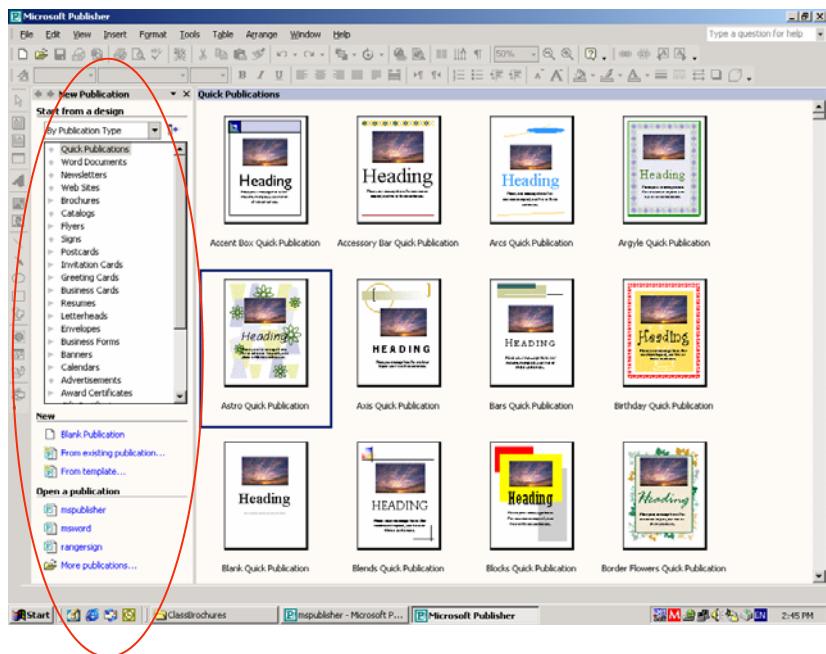 Microsoft Publisher
File Edit View Insert Format Tools Table Arrange Window Help
Type a question for help
50%
B I U
New Publication
Start from a design
By Publication Type
Quick Publications
Word Documents
Newsletters
Web Sites
Brochures
Catalogs
Flyers
Signs
Postcards
Invitation Cards
Greeting Cards
Business Cards
Resumes
Letterheads
Envelopes
Business Forms
Banners
Calendars
Advertisements
Award Certificates
New
Blank Publication
From existing publication...
From template...
Open a publication
mspublisher
msword
rangersign
More publications...
Quick Publications
Heading
Heading
Heading
Heading
Accent Box Quick Publication
Accessory Bar Quick Publication
Arcs Quick Publication
Argyle Quick Publication
Heading
HEADING
HEADING
Heading
Astro Quick Publication
Axis Quick Publication
Bars Quick Publication
Birthday Quick Publication
Heading
HEADING
Heading
Heading
Blank Quick Publication
Blends Quick Publication
Blocks Quick Publication
Border Flowers Quick Publication
Start
ClassBrochures
mspublisher - Microsoft P...
Microsoft Publisher
EN
2:45 PM